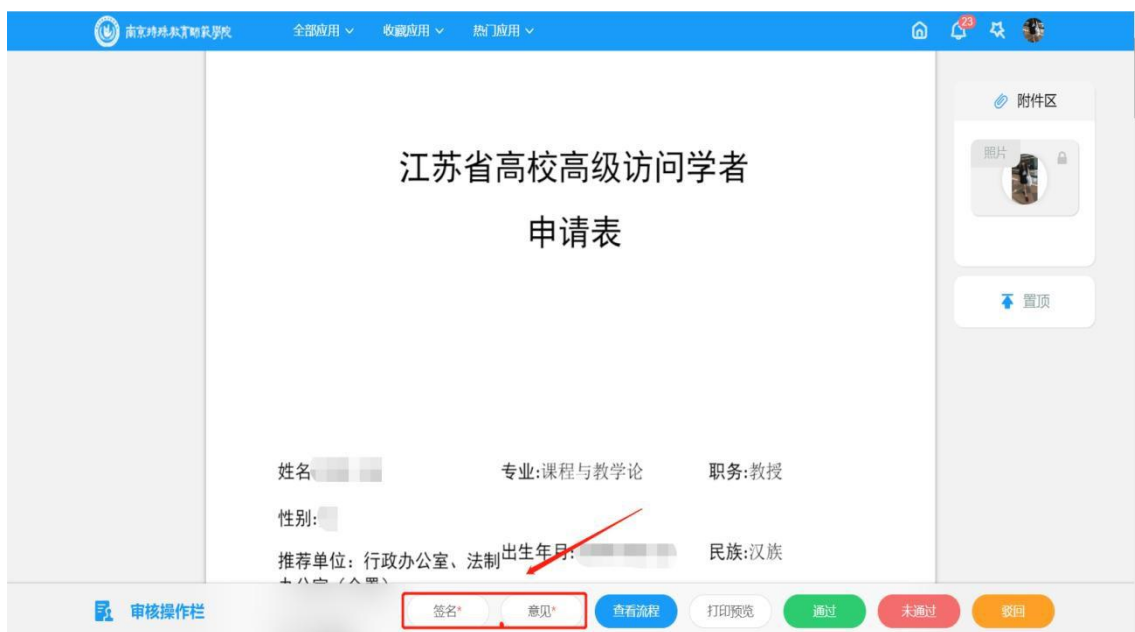 南京特殊教育师范学院 全部应用 收藏应用 热门应用 23
附件区
照片
江苏省高校高级访问学者
申请表
置顶
姓名 专业:课程与教学论 职务:教授
性别:
出生年月: 民族:汉族
推荐单位：行政办公室、法制
办公室（合署）
审核操作栏 签名* 意见* 查看流程 打印预览 通过 未通过 驳回